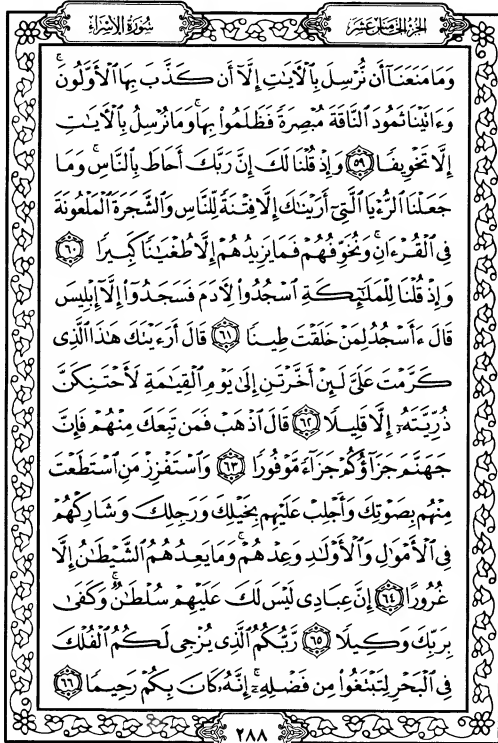 الجزء الخامس عشر
سورة الإسراء
وَمَا مَنَعَنَآ أَن نُّرۡسِلَ بِٱلۡأٓيَٰتِ إِلَّآ أَن كَذَّبَ بِهَا ٱلۡأَوَّلُونَۚ
وَءَاتَيۡنَا ثَمُودَ ٱلنَّاقَةَ مُبۡصِرَةٗ فَظَلَمُواْ بِهَاۚ وَمَا نُرۡسِلُ بِٱلۡأٓيَٰتِ
إِلَّا تَخۡوِيفٗا ٥٩ وَإِذۡ قُلۡنَا لَكَ إِنَّ رَبَّكَ أَحَاطَ بِٱلنَّاسِۚ وَمَا
جَعَلۡنَا ٱلرُّءۡيَا ٱلَّتِيٓ أَرَيۡنَٰكَ إِلَّا فِتۡنَةٗ لِّلنَّاسِ وَٱلشَّجَرَةَ ٱلۡمَلۡعُونَةَ
فِي ٱلۡقُرۡءَانِۚ وَنُخَوِّفُهُمۡ فَمَا يَزِيدُهُمۡ إِلَّا طُغۡيَٰنٗا كَبِيرٗا ٦٠
وَإِذۡ قُلۡنَا لِلۡمَلَٰٓئِكَةِ ٱسۡجُدُواْ لِأٓدَمَ فَسَجَدُوٓاْ إِلَّآ إِبۡلِيسَ
قَالَ ءَأَسۡجُدُ لِمَنۡ خَلَقۡتَ طِينٗا ٦١ قَالَ أَرَءَيۡتَكَ هَٰذَا ٱلَّذِي
كَرَّمۡتَ عَلَيَّ لَئِنۡ أَخَّرۡتَنِ إِلَىٰ يَوۡمِ ٱلۡقِيَٰمَةِ لَأَحۡتَنِكَنَّ
ذُرِّيَّتَهُۥٓ إِلَّا قَلِيلٗا ٦٢ قَالَ ٱذۡهَبۡ فَمَن تَبِعَكَ مِنۡهُمۡ فَإِنَّ
جَهَنَّمَ جَزَآؤُكُمۡ جَزَآءٗ مَّوۡفُورٗا ٦٣ وَٱسۡتَفۡزِزۡ مَنِ ٱسۡتَطَعۡتَ
مِنۡهُم بِصَوۡتِكَ وَأَجۡلِبۡ عَلَيۡهِم بِخَيۡلِكَ وَرَجِلِكَ وَشَارِكۡهُمۡ
فِي ٱلۡأَمۡوَٰلِ وَٱلۡأَوۡلَٰدِ وَعِدۡهُمۡۚ وَمَا يَعِدُهُمُ ٱلشَّيۡطَٰنُ إِلَّا
غُرُورًا ٦٤ إِنَّ عِبَادِي لَيۡسَ لَكَ عَلَيۡهِمۡ سُلۡطَٰنٞۚ وَكَفَىٰ
بِرَبِّكَ وَكِيلٗا ٦٥ رَّبُّكُمُ ٱلَّذِي يُزۡجِي لَكُمُ ٱلۡفُلۡكَ
فِي ٱلۡبَحۡرِ لِتَبۡتَغُواْ مِن فَضۡلِهِۦٓۚ إِنَّهُۥ كَانَ بِكُمۡ رَحِيمٗا ٦٦
٢٨٨